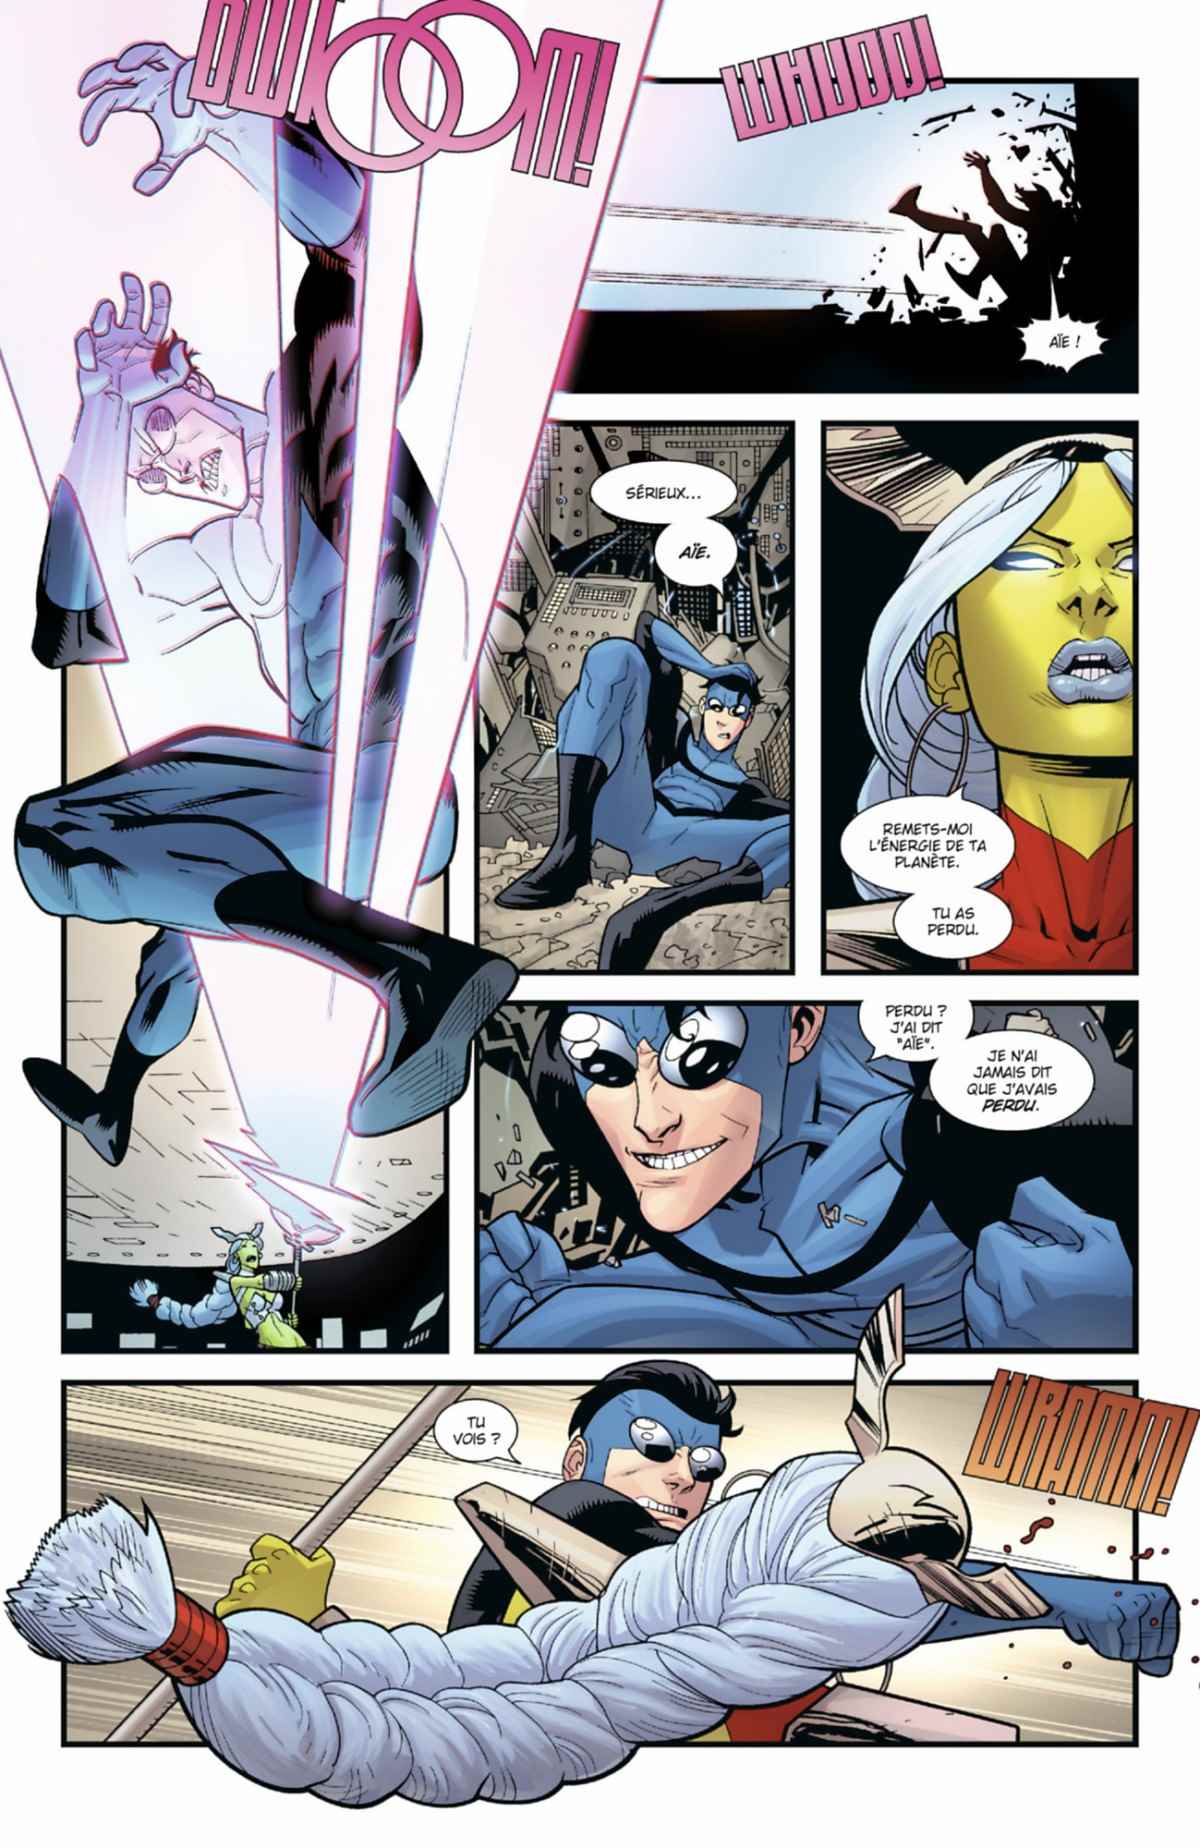 WHUDD!
AÏE !
SÉRIEUX...
AÏE.
REMETS-MOI
L'ÉNERGIE DE TA
PLANÈTE.
TU AS
PERDU.
PERDU ?
J'AI DIT
"AÏE".
JE N'AI
JAMAIS DIT
QUE J'AVAIS
PERDU.
TU
VOIS ?
WRAMM!